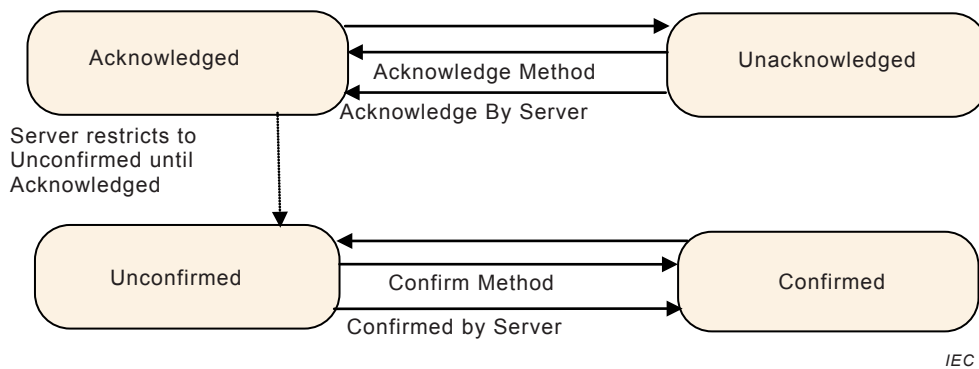 Acknowledged
Unacknowledged
Acknowledge Method
Acknowledge By Server
Server restricts to
Unconfirmed until
Acknowledged
Unconfirmed
Confirmed
Confirm Method
Confirmed by Server
IEC